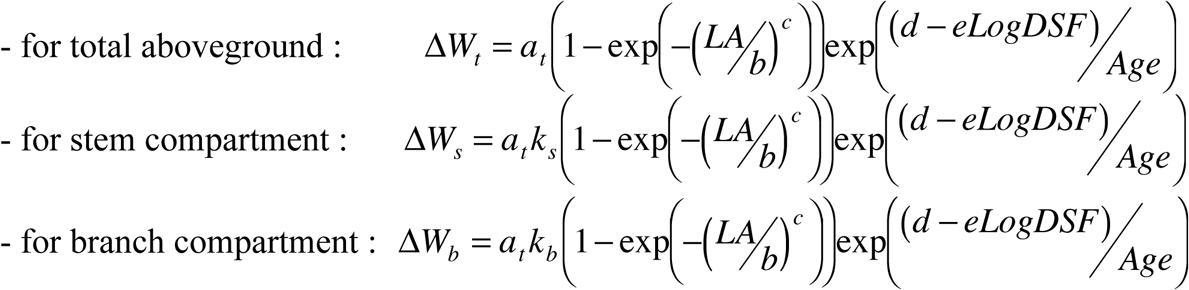 - for total aboveground : ΔW_t = a_t(1−exp(−(LA/b)^c))exp((d−eLogDSF)/Age)
- for stem compartment : ΔW_s = a_t k_s(1−exp(−(LA/b)^c))exp((d−eLogDSF)/Age)
- for branch compartment : ΔW_b = a_t k_b(1−exp(−(LA/b)^c))exp((d−eLogDSF)/Age)